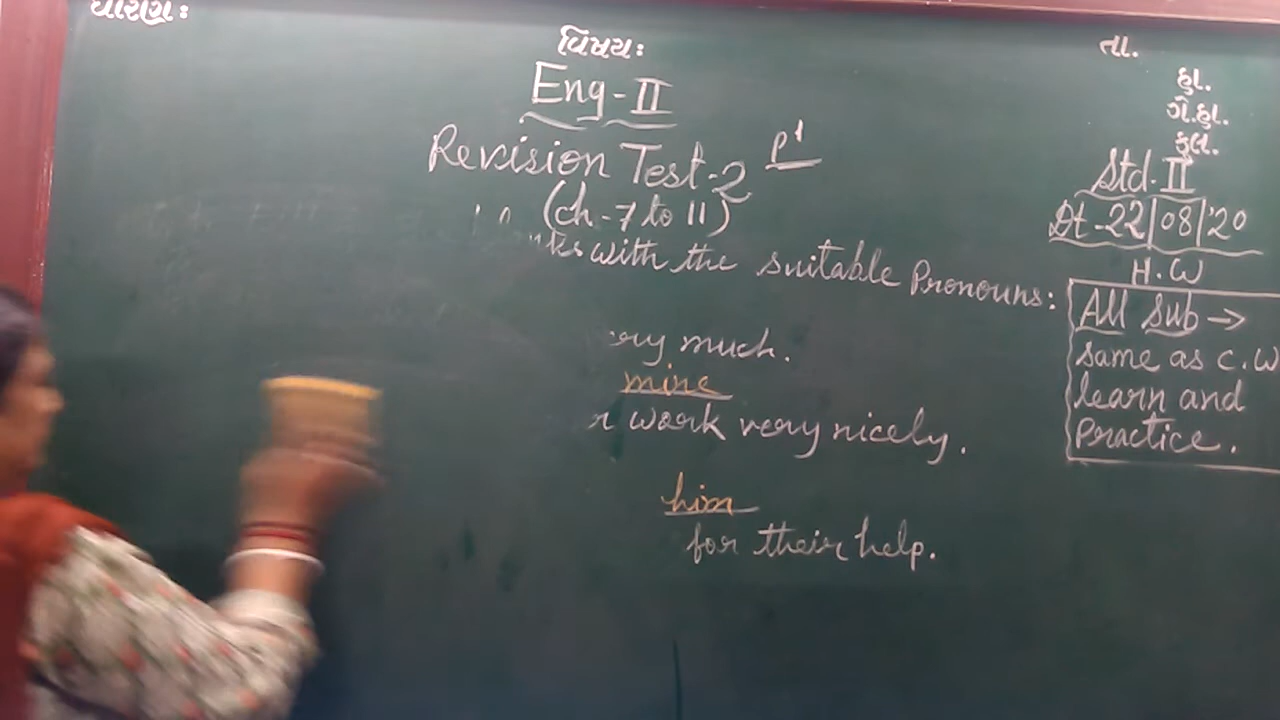 ધોરણ:
વિષય:
તા.
હા.
ગે.હા.
કુલ.
Eng-II
Revision Test-2 P1
(ch-7 to 11)
Std.-II
Dt-22/08/'20
with the suitable Pronouns:
H.W
All Sub →
same as C.W
learn and
practice.
much.
mine
work very nicely.
him
for their help.